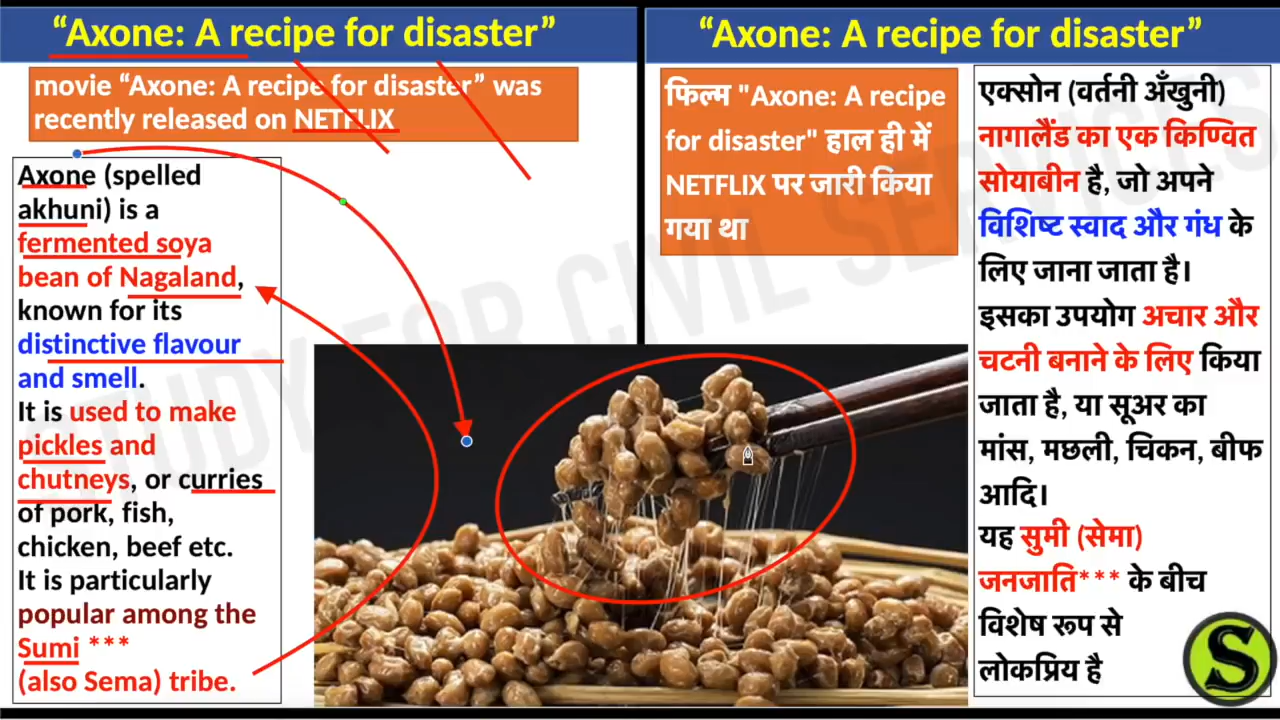 “Axone: A recipe for disaster”
movie “Axone: A recipe for disaster” was
recently released on NETFLIX
Axone (spelled
akhuni) is a
fermented soya
bean of Nagaland,
known for its
distinctive flavour
and smell.
It is used to make
pickles and
chutneys, or curries
of pork, fish,
chicken, beef etc.
It is particularly
popular among the
Sumi ***
(also Sema) tribe.
“Axone: A recipe for disaster”
फिल्म "Axone: A recipe
for disaster" हाल ही में
NETFLIX पर जारी किया
गया था
एक्सोन (वर्तनी अँखुनी)
नागालैंड का एक किण्वित
सोयाबीन है, जो अपने
विशिष्ट स्वाद और गंध के
लिए जाना जाता है।
इसका उपयोग अचार और
चटनी बनाने के लिए किया
जाता है, या सूअर का
मांस, मछली, चिकन, बीफ
आदि।
यह सुमी (सेमा)
जनजाति*** के बीच
विशेष रूप से
लोकप्रिय है
STUDY FOR CIVIL SERVICES
S